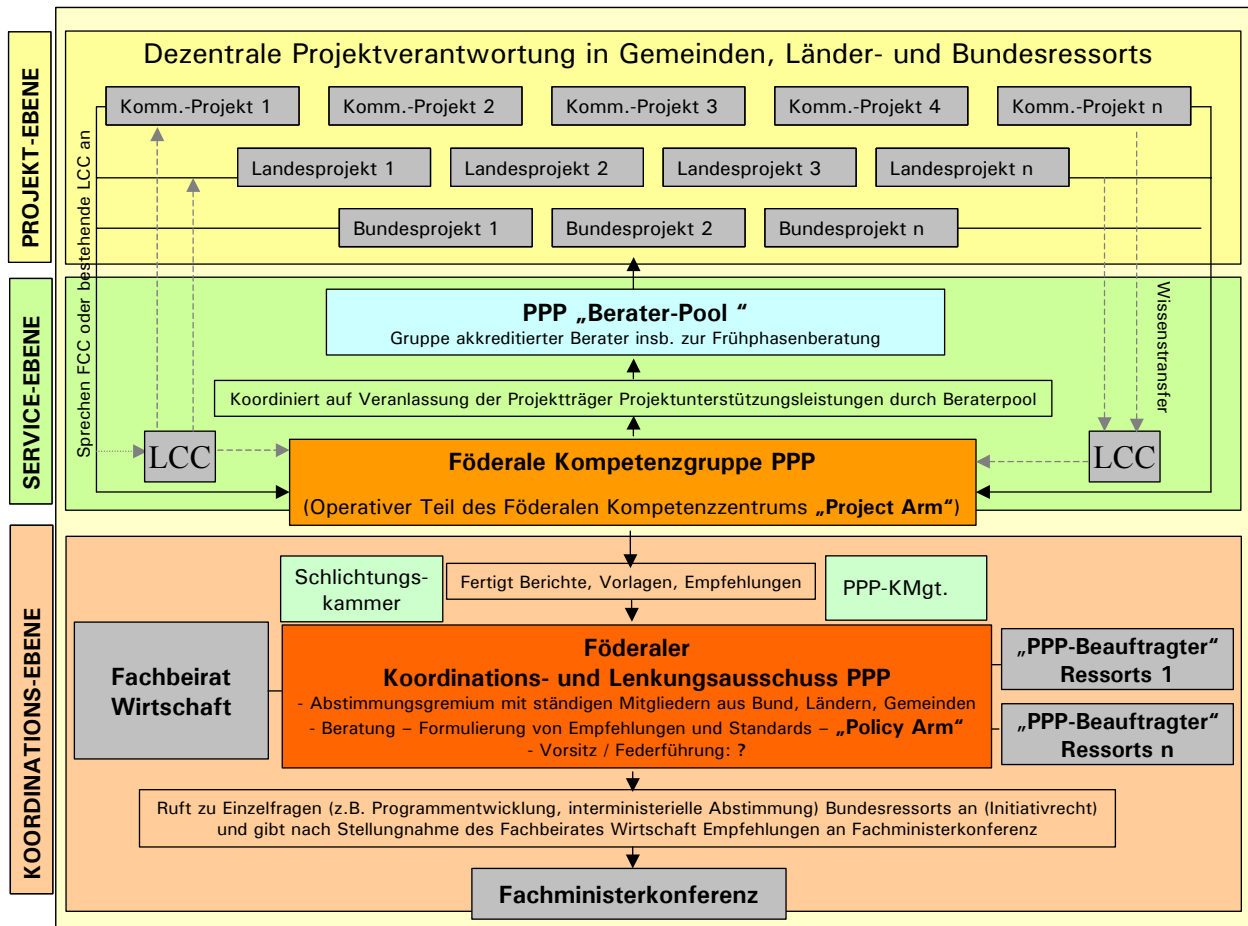 PROJEKT-EBENE
Dezentrale Projektverantwortung in Gemeinden, Länder- und Bundesressorts
Komm.-Projekt 1
Komm.-Projekt 2
Komm.-Projekt 3
Komm.-Projekt 4
Komm.-Projekt n
Landesprojekt 1
Landesprojekt 2
Landesprojekt 3
Landesprojekt n
Bundesprojekt 1
Bundesprojekt 2
Bundesprojekt n
Sprechen FCC oder bestehende LCC an
SERVICE-EBENE
PPP „Berater-Pool “
Gruppe akkreditierter Berater insb. zur Frühphasenberatung
Wissenstransfer
Koordiniert auf Veranlassung der Projektträger Projektunterstützungsleistungen durch Beraterpool
LCC
Föderale Kompetenzgruppe PPP
(Operativer Teil des Föderalen Kompetenzzentrums „Project Arm“)
LCC
KOORDINATIONS-EBENE
Schlichtungs-
kammer
Fertigt Berichte, Vorlagen, Empfehlungen
PPP-KMgt.
Fachbeirat
Wirtschaft
Föderaler
Koordinations- und Lenkungsausschuss PPP
- Abstimmungsgremium mit ständigen Mitgliedern aus Bund, Ländern, Gemeinden
- Beratung – Formulierung von Empfehlungen und Standards – „Policy Arm“
- Vorsitz / Federführung: ?
„PPP-Beauftragter“
Ressorts 1
„PPP-Beauftragter“
Ressorts n
Ruft zu Einzelfragen (z.B. Programmentwicklung, interministerielle Abstimmung) Bundesressorts an (Initiativrecht)
und gibt nach Stellungnahme des Fachbeirates Wirtschaft Empfehlungen an Fachministerkonferenz
Fachministerkonferenz